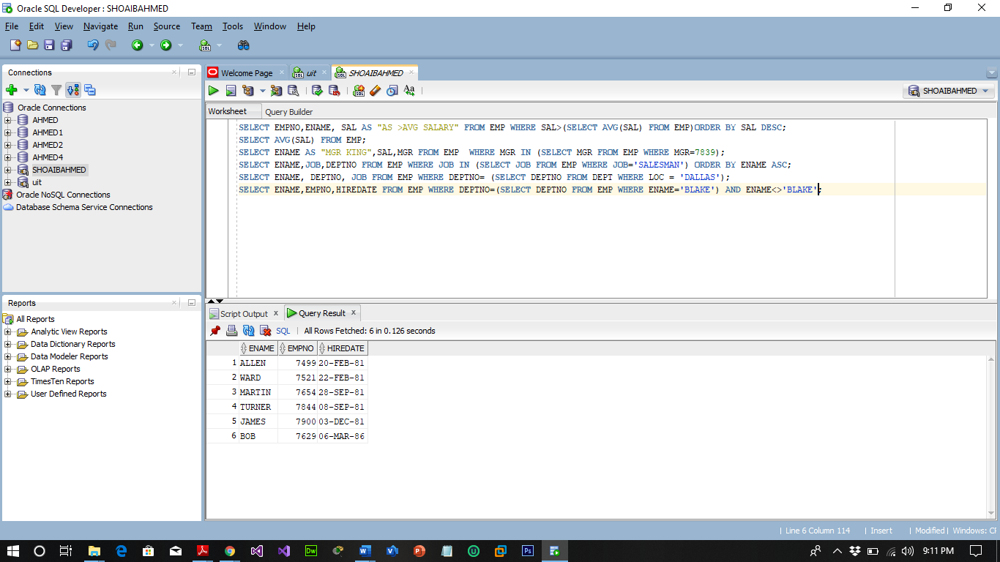 Oracle SQL Developer : SHOAIBAHMED
File Edit View Navigate Run Source Team Tools Window Help
Connections
Oracle Connections
AHMED
AHMED1
AHMED2
AHMED4
SHOAIBAHMED
uit
Oracle NoSQL Connections
Database Schema Service Connections
Reports
All Reports
Analytic View Reports
Data Dictionary Reports
Data Modeler Reports
OLAP Reports
TimesTen Reports
User Defined Reports
Welcome Page uit SHOAIBAHMED
SHOAIBAHMED
Worksheet Query Builder
SELECT EMPNO,ENAME, SAL AS "AS >AVG SALARY" FROM EMP WHERE SAL>(SELECT AVG(SAL) FROM EMP)ORDER BY SAL DESC;
SELECT AVG(SAL) FROM EMP;
SELECT ENAME AS "MGR KING",SAL,MGR FROM EMP  WHERE MGR IN (SELECT MGR FROM EMP WHERE MGR=7839);
SELECT ENAME,JOB,DEPTNO FROM EMP WHERE JOB IN (SELECT JOB FROM EMP WHERE JOB='SALESMAN') ORDER BY ENAME ASC;
SELECT ENAME, DEPTNO, JOB FROM EMP WHERE DEPTNO= (SELECT DEPTNO FROM DEPT WHERE LOC = 'DALLAS');
SELECT ENAME,EMPNO,HIREDATE FROM EMP WHERE DEPTNO=(SELECT DEPTNO FROM EMP WHERE ENAME='BLAKE') AND ENAME<>'BLAKE';
Script Output x Query Result x
SQL | All Rows Fetched: 6 in 0.126 seconds
ENAME EMPNO HIREDATE
1 ALLEN 7499 20-FEB-81
2 WARD 7521 22-FEB-81
3 MARTIN 7654 28-SEP-81
4 TURNER 7844 08-SEP-81
5 JAMES 7900 03-DEC-81
6 BOB 7629 06-MAR-86
| Line 6 Column 114 | Insert | Modified | Windows: CF
9:11 PM